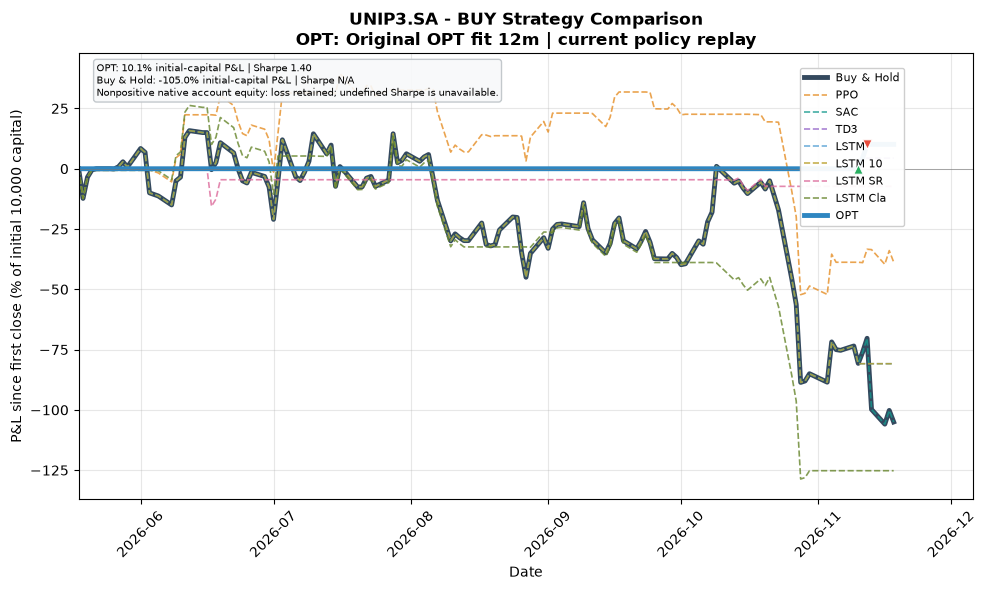 UNIP3.SA - BUY Strategy Comparison
OPT: Original OPT fit 12m | current policy replay
OPT: 10.1% initial-capital P&L | Sharpe 1.40
Buy & Hold: -105.0% initial-capital P&L | Sharpe N/A
Nonpositive native account equity: loss retained; undefined Sharpe is unavailable.
Buy & Hold
PPO
SAC
TD3
LSTM
LSTM 10
LSTM SR
LSTM Cla
OPT
P&L since first close (% of initial 10,000 capital)
25
0
−25
−50
−75
−100
−125
2026-06
2026-07
2026-08
2026-09
2026-10
2026-11
2026-12
Date